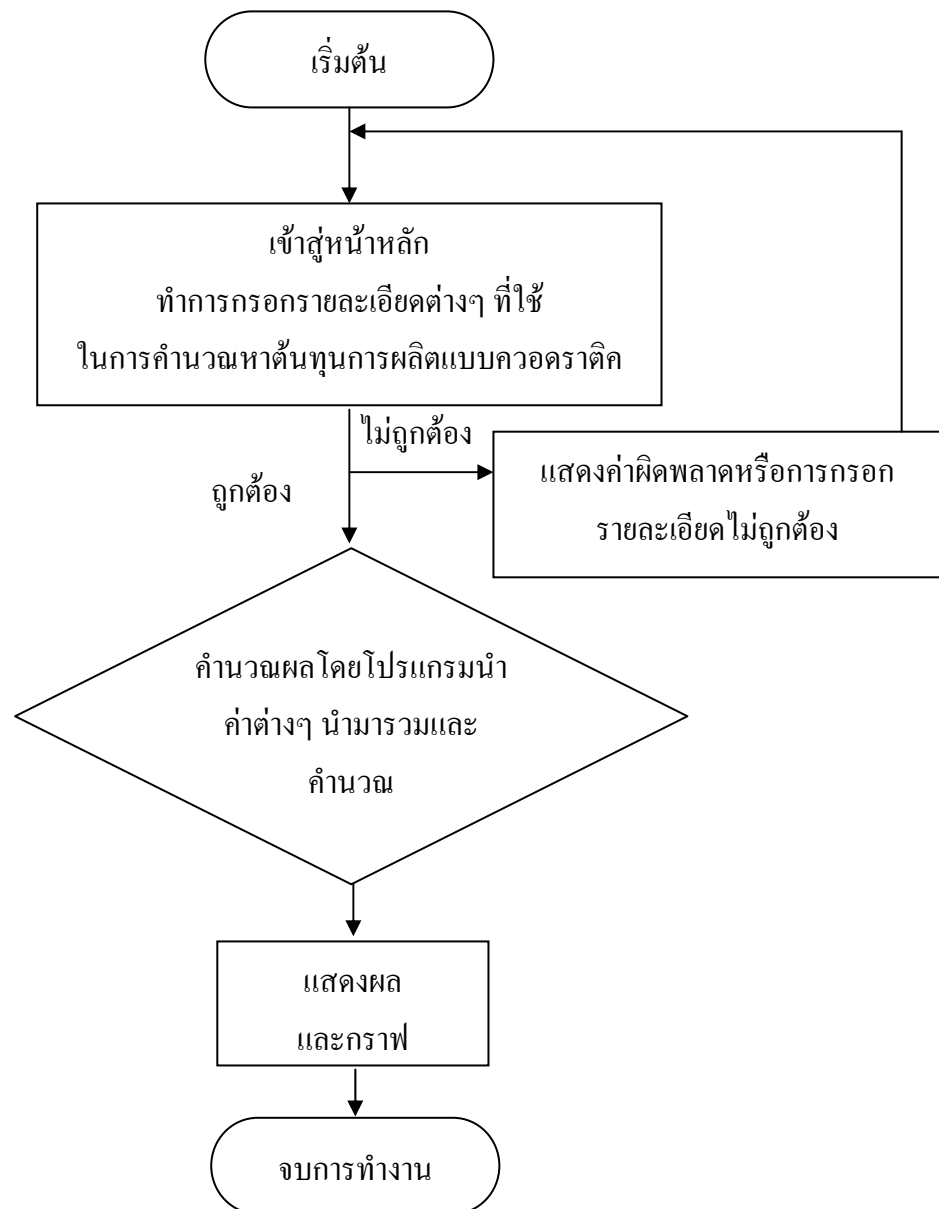 เริ่มต้น
เข้าสู่หน้าหลัก
ทำการกรอกรายละเอียดต่างๆ ที่ใช้
ในการคำนวณหาต้นทุนการผลิตแบบควอดราติค
ไม่ถูกต้อง
แสดงค่าผิดพลาดหรือการกรอก
รายละเอียดไม่ถูกต้อง
ถูกต้อง
คำนวณผลโดยโปรแกรมนำ
ค่าต่างๆ นำมารวมและ
คำนวณ
แสดงผล
และกราฟ
จบการทำงาน